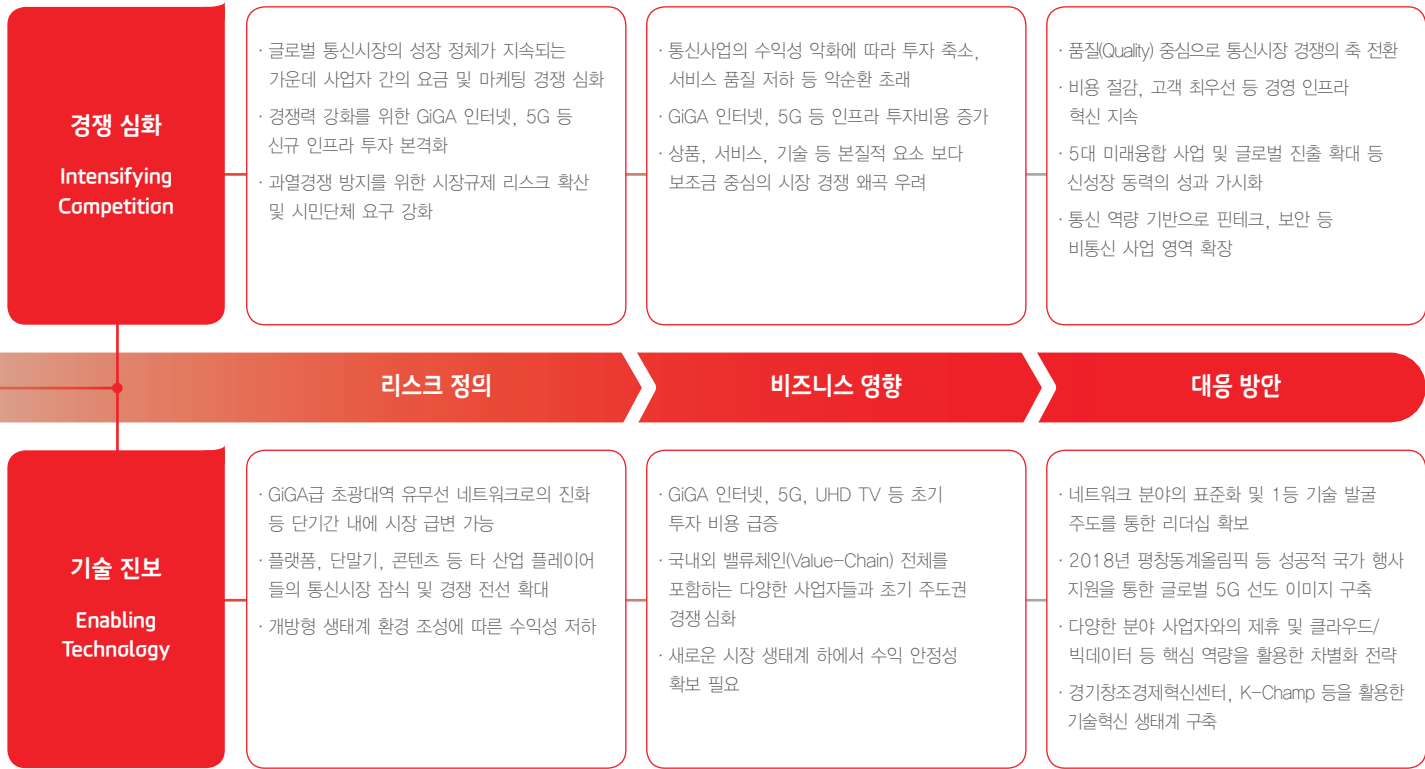 경쟁 심화
Intensifying
Competition
· 글로벌 통신시장의 성장 정체가 지속되는
가운데 사업자 간의 요금 및 마케팅 경쟁 심화
· 경쟁력 강화를 위한 GiGA 인터넷, 5G 등
신규 인프라 투자 본격화
· 과열경쟁 방지를 위한 시장규제 리스크 확산
및 시민단체 요구 강화
· 통신사업의 수익성 악화에 따라 투자 축소,
서비스 품질 저하 등 악순환 초래
· GiGA 인터넷, 5G 등 인프라 투자비용 증가
· 상품, 서비스, 기술 등 본질적 요소 보다
보조금 중심의 시장 경쟁 왜곡 우려
· 품질(Quality) 중심으로 통신시장 경쟁의 축 전환
· 비용 절감, 고객 최우선 등 경영 인프라
혁신 지속
· 5대 미래융합 사업 및 글로벌 진출 확대 등
신성장 동력의 성과 가시화
· 통신 역량 기반으로 핀테크, 보안 등
비통신 사업 영역 확장
리스크 정의
비즈니스 영향
대응 방안
기술 진보
Enabling
Technology
· GiGA급 초광대역 유무선 네트워크로의 진화
등 단기간 내에 시장 급변 가능
· 플랫폼, 단말기, 콘텐츠 등 타 산업 플레이어
들의 통신시장 잠식 및 경쟁 전선 확대
· 개방형 생태계 환경 조성에 따른 수익성 저하
· GiGA 인터넷, 5G, UHD TV 등 초기
투자 비용 급증
· 국내외 밸류체인(Value-Chain) 전체를
포함하는 다양한 사업자들과 초기 주도권
경쟁 심화
· 새로운 시장 생태계 하에서 수익 안정성
확보 필요
· 네트워크 분야의 표준화 및 1등 기술 발굴
주도를 통한 리더십 확보
· 2018년 평창동계올림픽 등 성공적 국가 행사
지원을 통한 글로벌 5G 선도 이미지 구축
· 다양한 분야 사업자와의 제휴 및 클라우드/
빅데이터 등 핵심 역량을 활용한 차별화 전략
· 경기창조경제혁신센터, K-Champ 등을 활용한
기술혁신 생태계 구축